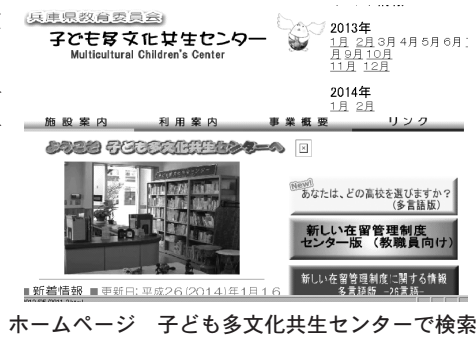 兵庫県教育委員会
子ども多文化共生センター
Multicultural Children's Center
2013年
1月 2月3月4月5月6月
月9月10月
11月 12月
2014年
1月 2月
施設案内 利用案内 事業概要 リンク
ようこそ 子ども多文化共生センターへ
New!
あなたは、どの高校を選びますか?
(多言語版)
新しい在留管理制度
センター版 (教職員向け)
新しい在留管理制度に関する情報
多言語版 -26言語-
■新着情報 ■更新日:平成26(2014)年1月16
ホームページ 子ども多文化共生センターで検索